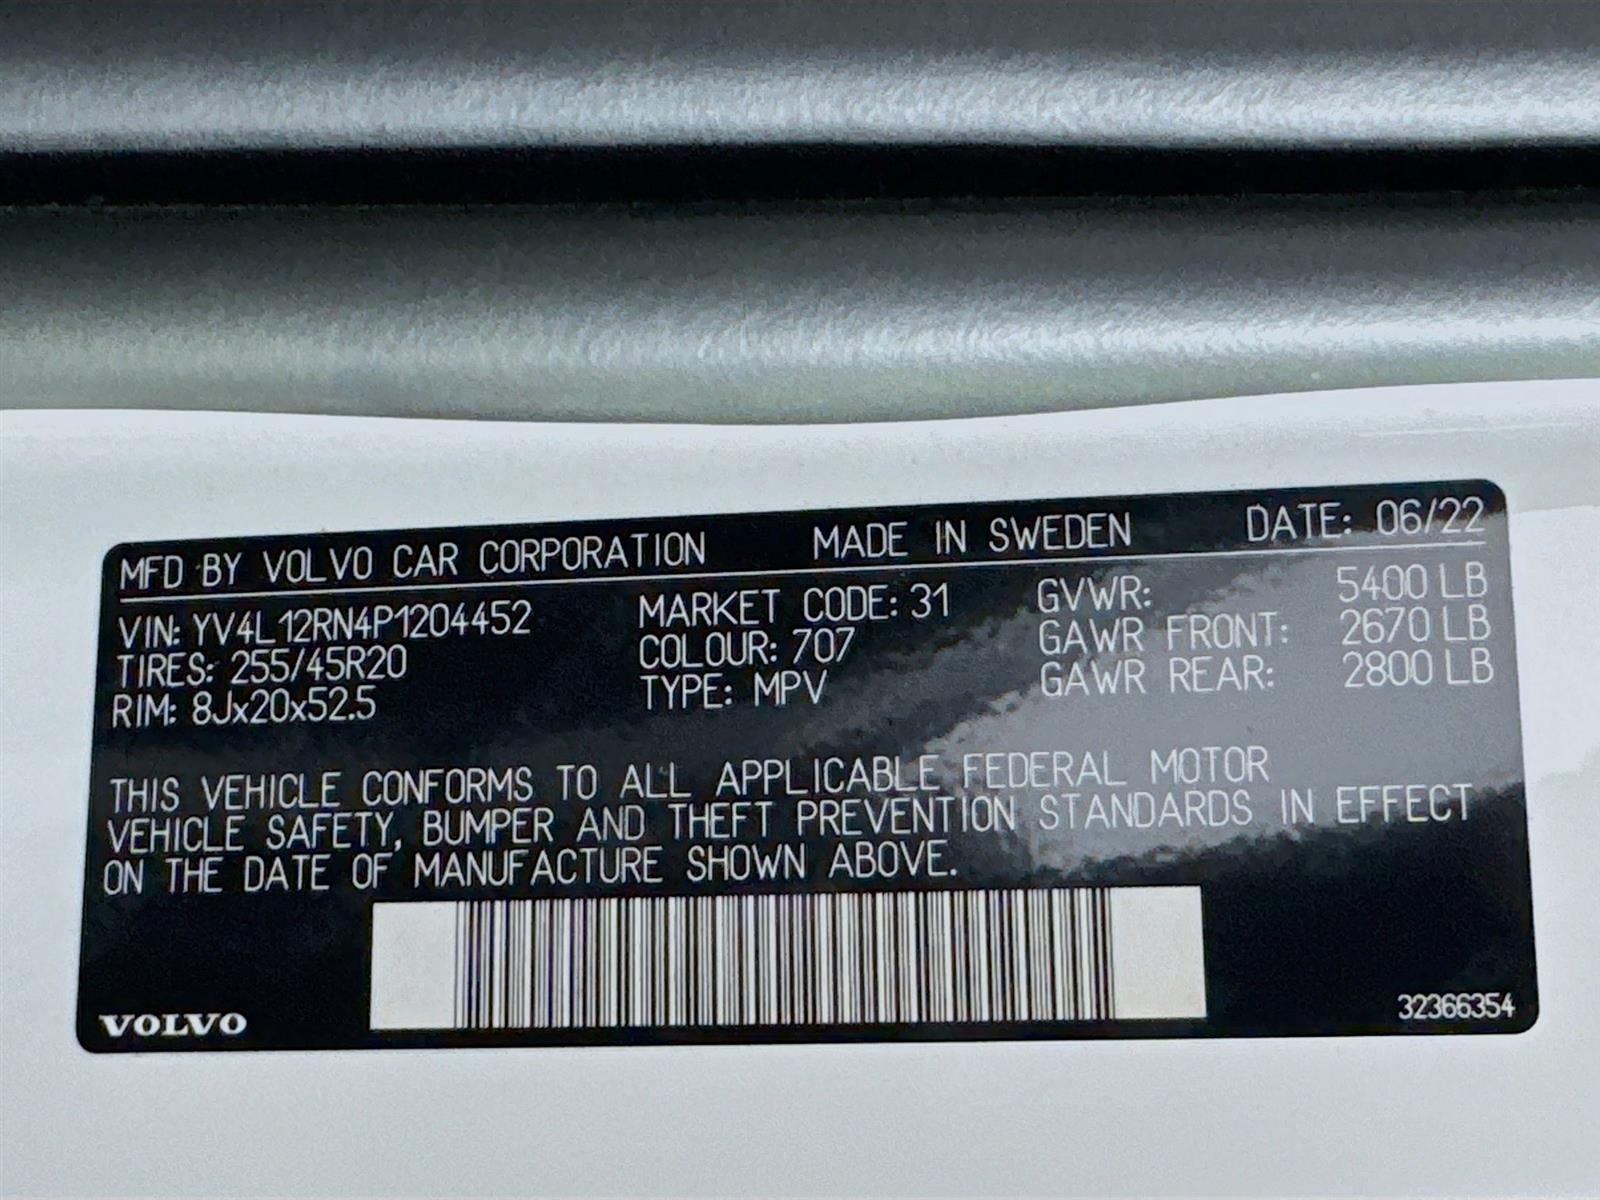 MFD BY VOLVO CAR CORPORATION MADE IN SWEDEN DATE: 06/22
VIN: YV4L12RN4P1204452 MARKET CODE: 31 GVWR: 5400 LB
TIRES: 255/45R20 COLOUR: 707 GAWR FRONT: 2670 LB
RIM: 8Jx20x52.5 TYPE: MPV GAWR REAR: 2800 LB
THIS VEHICLE CONFORMS TO ALL APPLICABLE FEDERAL MOTOR
VEHICLE SAFETY, BUMPER AND THEFT PREVENTION STANDARDS IN EFFECT
ON THE DATE OF MANUFACTURE SHOWN ABOVE.
VOLVO 32366354